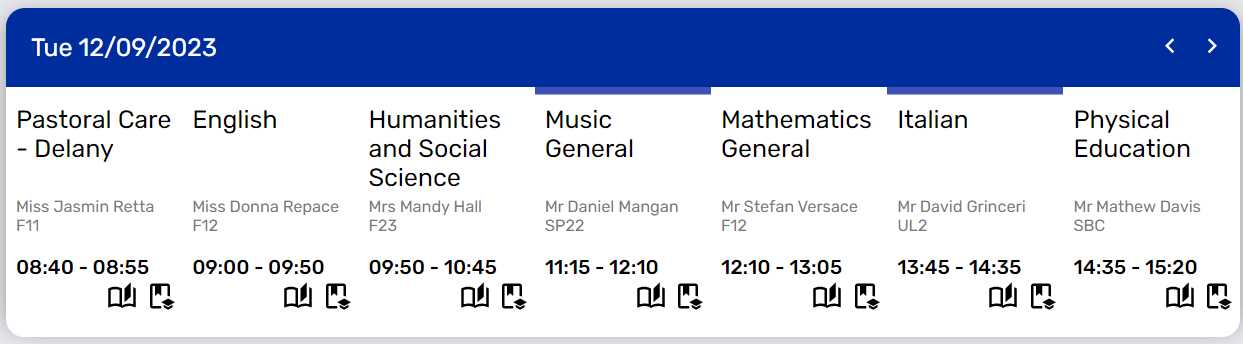 Tue 12/09/2023
Pastoral Care
- Delany
Miss Jasmin Retta
F11
08:40 - 08:55
English
Miss Donna Repace
F12
09:00 - 09:50
Humanities
and Social
Science
Mrs Mandy Hall
F23
09:50 - 10:45
Music
General
Mr Daniel Mangan
SP22
11:15 - 12:10
Mathematics
General
Mr Stefan Versace
F12
12:10 - 13:05
Italian
Mr David Grinceri
UL2
13:45 - 14:35
Physical
Education
Mr Mathew Davis
SBC
14:35 - 15:20